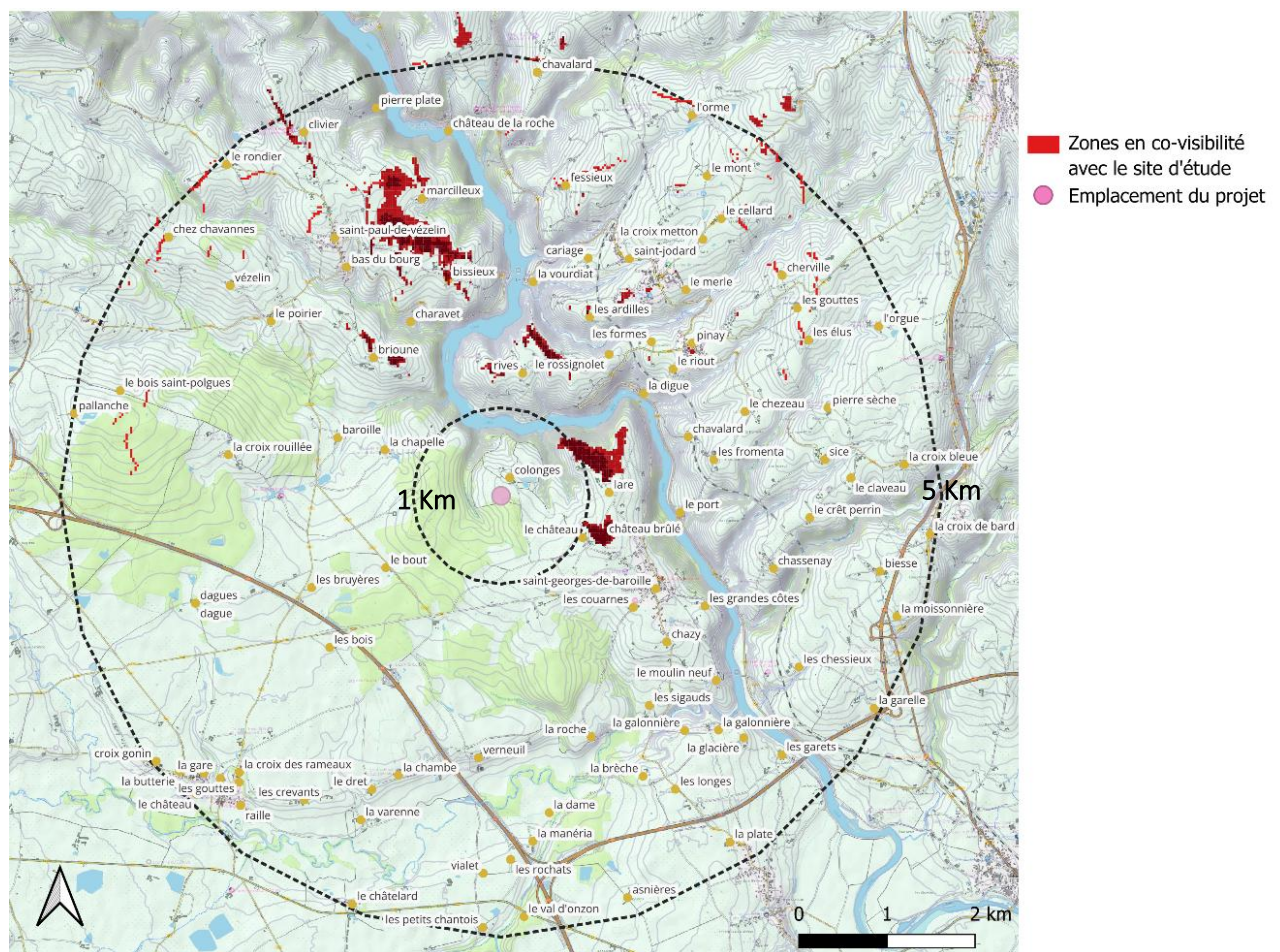 chavalard
pierre plate
l'orme
château de la roche
clivier
le rondier
le mont
fessieux
marcilleux
le cellard
chez chavannes
saint-paul-de-vézelin
la croix metton
cariage
saint-jodard
bas du bourg
bissieux
la vourdiat
cherville
vézelin
le merle
les gouttes
le poirier
charavet
les ardilles
l'orgue
les formes
pinay
les élus
brioune
rives
le rossignolet
le riout
le bois saint-polgues
la digue
pailanche
le chezeau
pierre sèche
baroille
la chapelle
chavalard
la croix rouillée
les fromenta
sice
la croix bleue
colonges
lare
le claveau
1 Km
5 Km
le port
le crêt perrin
le château
château brûlé
la croix de bard
le bout
chassenay
biesse
les bruyères
saint-georges-de-baroille
dagues
dague
les couarnes
les grandes côtes
la moissonnière
les bois
chazy
les chessieux
le moulin neuf
les sigauds
la garelle
la roche
la galonnière
la galonnière
la glacière
les garets
croix gonin
la gare
la croix des rameaux
verneuil
la chambe
la brèche
la butterie
les gouttes
le dret
les longes
le château
les crevants
raille
la varenne
la dame
la manéria
la plate
vialet
les rochats
le châtelard
asnières
les petits chantois
le val d'onzon
0
1
2 km
Zones en co-visibilité
avec le site d'étude
Emplacement du projet